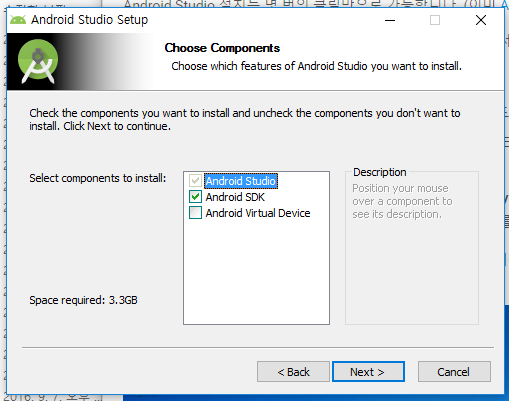 Android Studio 설치는 몇 번의 클릭만으로 가능합니다. (이미 A
Android Studio Setup
Choose Components
Choose which features of Android Studio you want to install.
Check the components you want to install and uncheck the components you don't want to
install. Click Next to continue.
Select components to install:
Android Studio
Android SDK
Android Virtual Device
Description
Position your mouse
over a component to
see its description.
Space required: 3.3GB
< Back
Next >
Cancel
2016. 9. 7. 오후